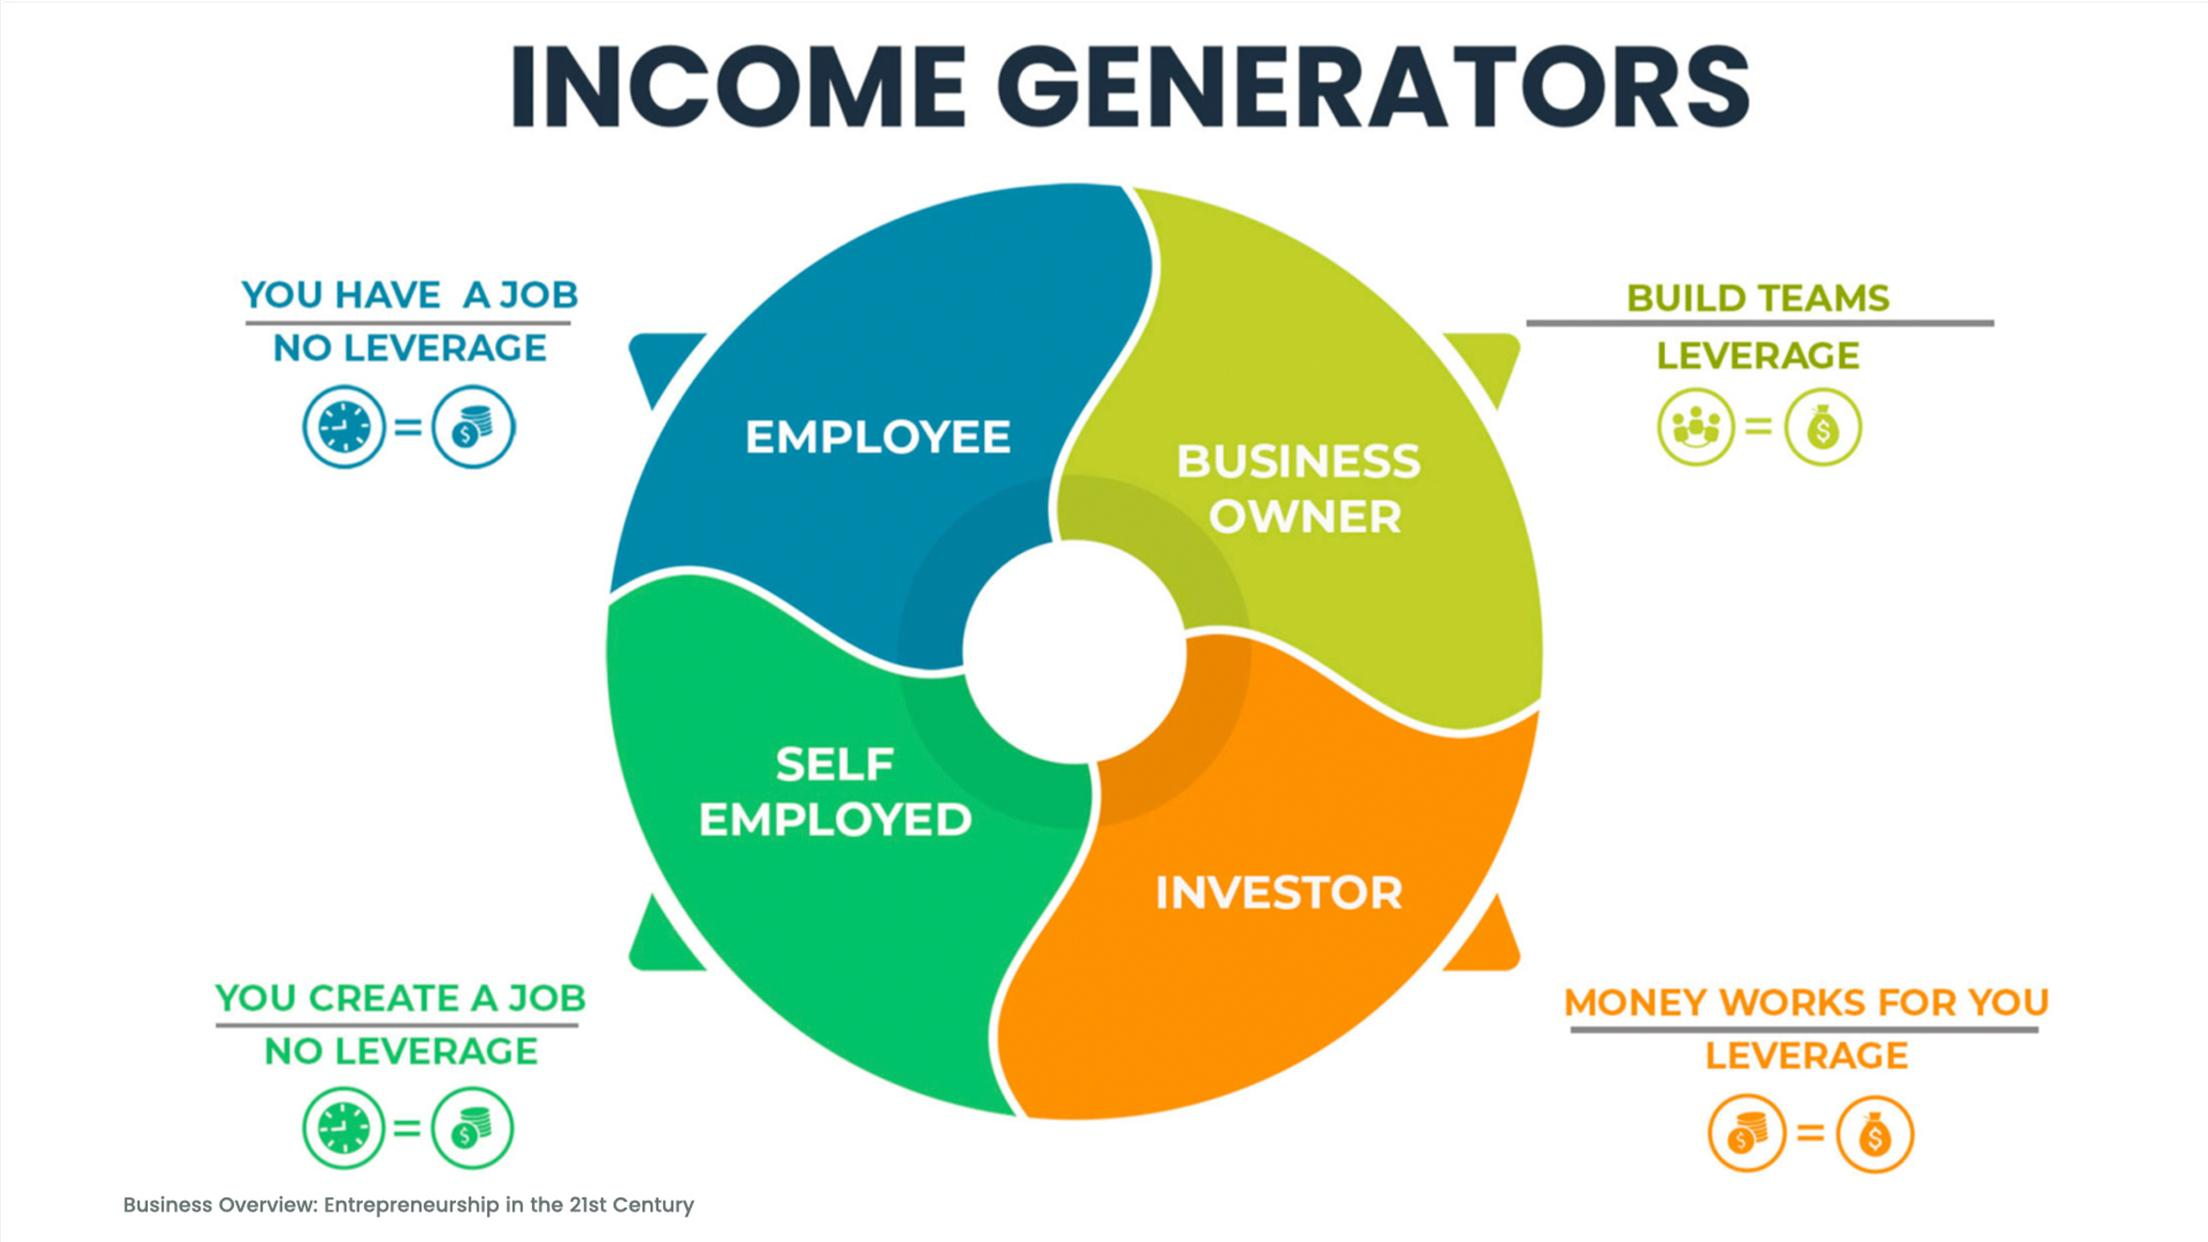 INCOME GENERATORS
YOU HAVE A JOB
NO LEVERAGE
=
EMPLOYEE
BUILD TEAMS
LEVERAGE
=
BUSINESS
OWNER
SELF
EMPLOYED
INVESTOR
YOU CREATE A JOB
NO LEVERAGE
=
MONEY WORKS FOR YOU
LEVERAGE
=
Business Overview: Entrepreneurship in the 21st Century